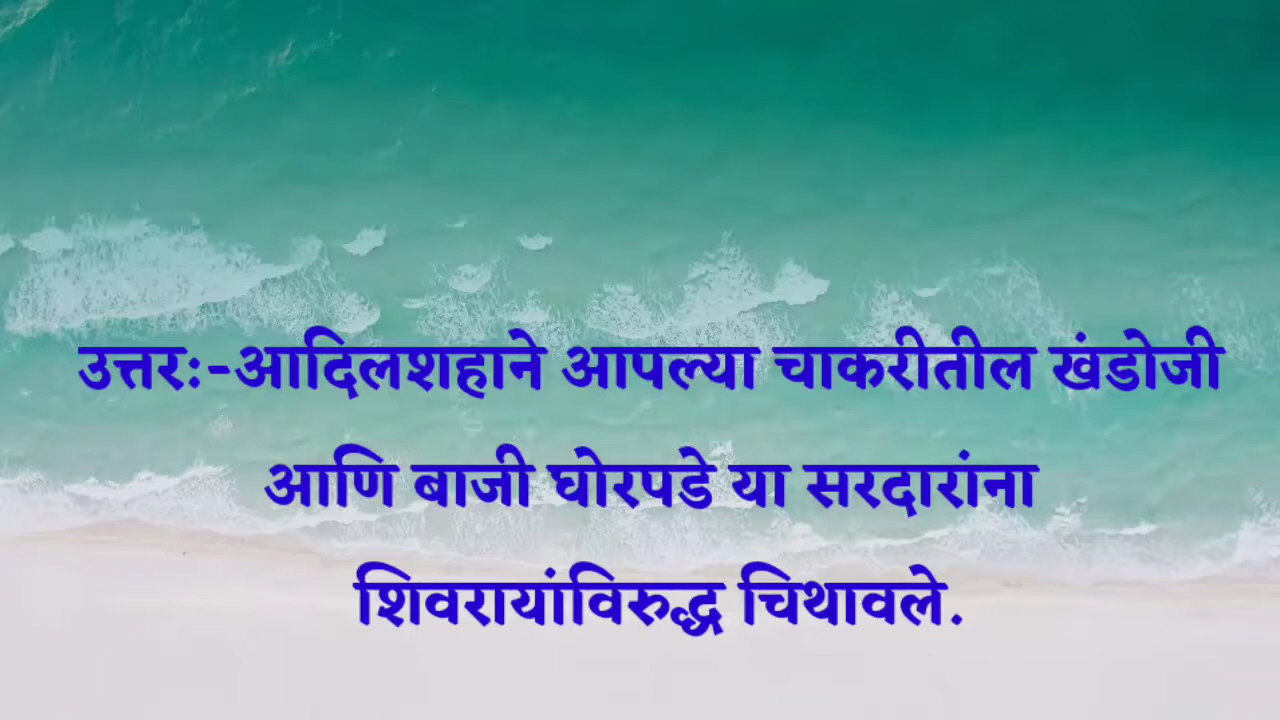 उत्तरः-आदिलशहाने आपल्या चाकरीतील खंडोजी
आणि बाजी घोरपडे या सरदारांना
शिवरायांविरुद्ध चिथावले.